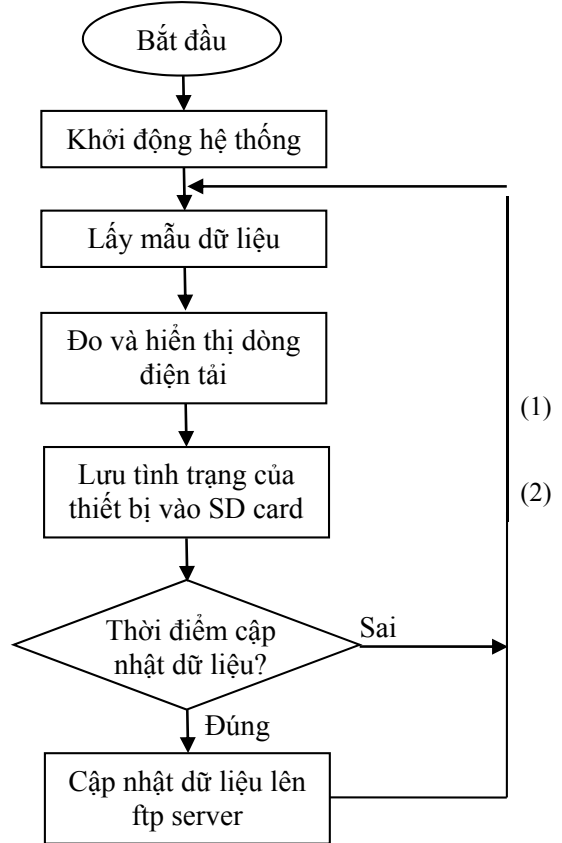 Bắt đầu
Khởi động hệ thống
Lấy mẫu dữ liệu
Đo và hiển thị dòng
điện tải
(1)
Lưu tình trạng của
thiết bị vào SD card
(2)
Thời điểm cập
nhật dữ liệu?
Sai
Đúng
Cập nhật dữ liệu lên
ftp server